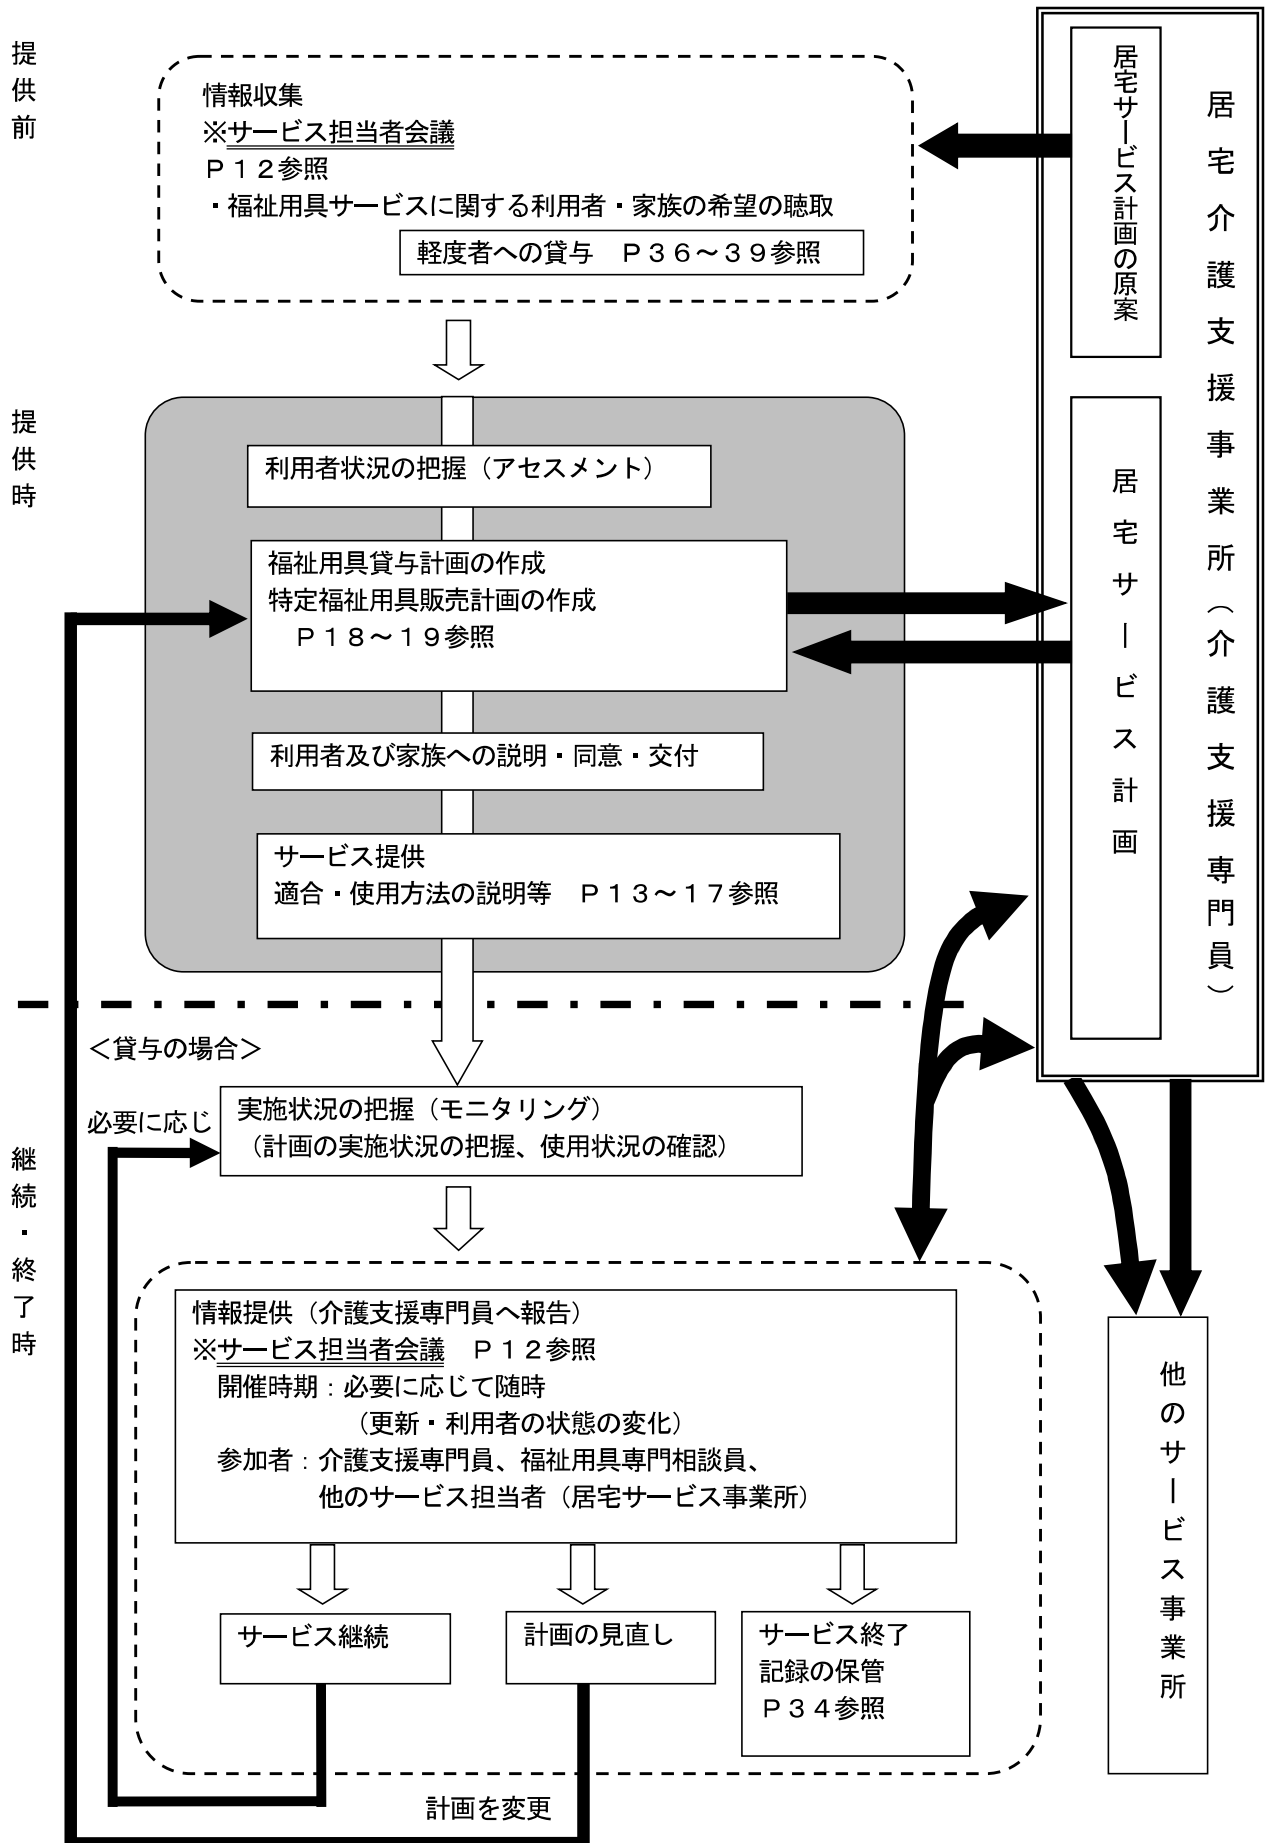 提供前
情報収集
※サービス担当者会議
Ｐ１２参照
・福祉用具サービスに関する利用者・家族の希望の聴取
軽度者への貸与　Ｐ３６～３９参照
居宅サービス計画の原案
居宅介護支援事業所（介護支援専門員）
提供時
利用者状況の把握（アセスメント）
福祉用具貸与計画の作成
特定福祉用具販売計画の作成
Ｐ１８～１９参照
利用者及び家族への説明・同意・交付
サービス提供
適合・使用方法の説明等　Ｐ１３～１７参照
居宅サービス計画
＜貸与の場合＞
必要に応じ
継続・終了時
実施状況の把握（モニタリング）
（計画の実施状況の把握、使用状況の確認）
情報提供（介護支援専門員へ報告）
※サービス担当者会議　Ｐ１２参照
開催時期：必要に応じて随時
（更新・利用者の状態の変化）
参加者：介護支援専門員、福祉用具専門相談員、
他のサービス担当者（居宅サービス事業所）
サービス継続
計画の見直し
サービス終了
記録の保管
Ｐ３４参照
他のサービス事業所
計画を変更